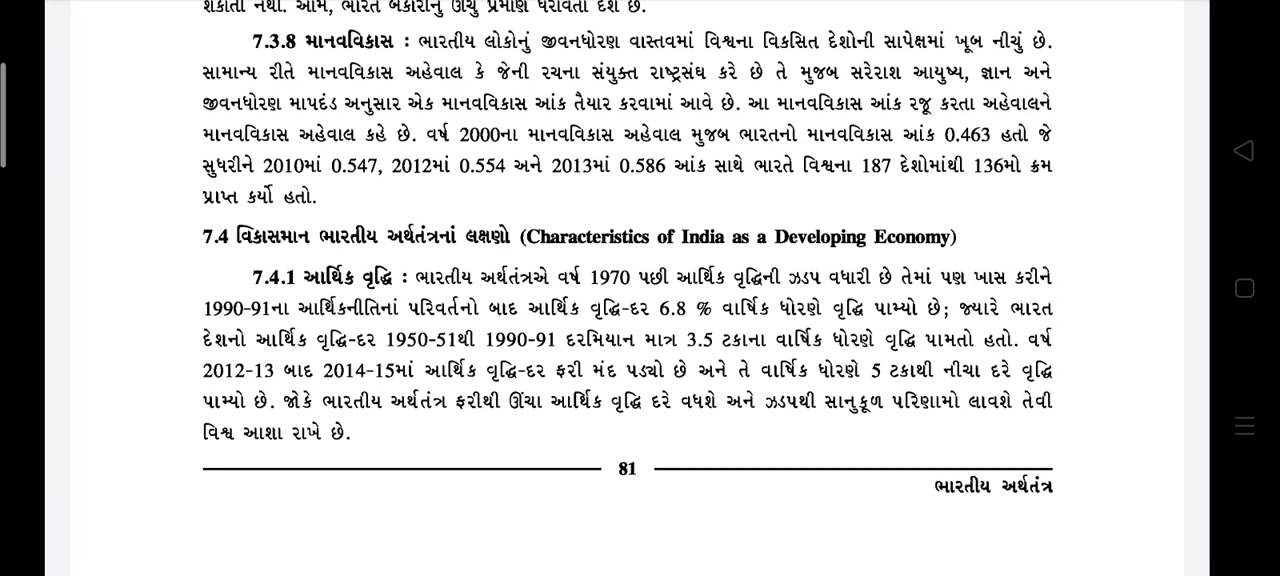 શકાતી નથી. આમ, ભારત બેકારીનું ઊંચું પ્રમાણ ધરાવતો દેશ છે.
7.3.8 માનવવિકાસ : ભારતીય લોકોનું જીવનધોરણ વાસ્તવમાં વિશ્વના વિકસિત દેશોની સાપેક્ષમાં ખૂબ નીચું છે.
સામાન્ય રીતે માનવવિકાસ અહેવાલ કે જેની રચના સંયુક્ત રાષ્ટ્રસંઘ કરે છે તે મુજબ સરેરાશ આયુષ્ય, જ્ઞાન અને
જીવનધોરણ માપદંડ અનુસાર એક માનવવિકાસ આંક તૈયાર કરવામાં આવે છે. આ માનવવિકાસ આંક રજૂ કરતા અહેવાલને
માનવવિકાસ અહેવાલ કહે છે. વર્ષ 2000ના માનવવિકાસ અહેવાલ મુજબ ભારતનો માનવવિકાસ આંક 0.463 હતો જે
સુધરીને 2010માં 0.547, 2012માં 0.554 અને 2013માં 0.586 આંક સાથે ભારતે વિશ્વના 187 દેશોમાંથી 136મો ક્રમ
પ્રાપ્ત કર્યો હતો.
7.4 વિકાસમાન ભારતીય અર્થતંત્રનાં લક્ષણો (Characteristics of India as a Developing Economy)
7.4.1 આર્થિક વૃદ્ધિ : ભારતીય અર્થતંત્રએ વર્ષ 1970 પછી આર્થિક વૃદ્ધિની ઝડપ વધારી છે તેમાં પણ ખાસ કરીને
1990-91ના આર્થિકનીતિનાં પરિવર્તનો બાદ આર્થિક વૃદ્ધિ-દર 6.8 % વાર્ષિક ધોરણે વૃદ્ધિ પામ્યો છે; જ્યારે ભારત
દેશનો આર્થિક વૃદ્ધિ-દર 1950-51થી 1990-91 દરમિયાન માત્ર 3.5 ટકાના વાર્ષિક ધોરણે વૃદ્ધિ પામતો હતો. વર્ષ
2012-13 બાદ 2014-15માં આર્થિક વૃદ્ધિ-દર ફરી મંદ પડ્યો છે અને તે વાર્ષિક ધોરણે 5 ટકાથી નીચા દરે વૃદ્ધિ
પામ્યો છે. જોકે ભારતીય અર્થતંત્ર ફરીથી ઊંચા આર્થિક વૃદ્ધિ દરે વધશે અને ઝડપથી સાનુકૂળ પરિણામો લાવશે તેવી
વિશ્વ આશા રાખે છે.
81
ભારતીય અર્થતંત્ર